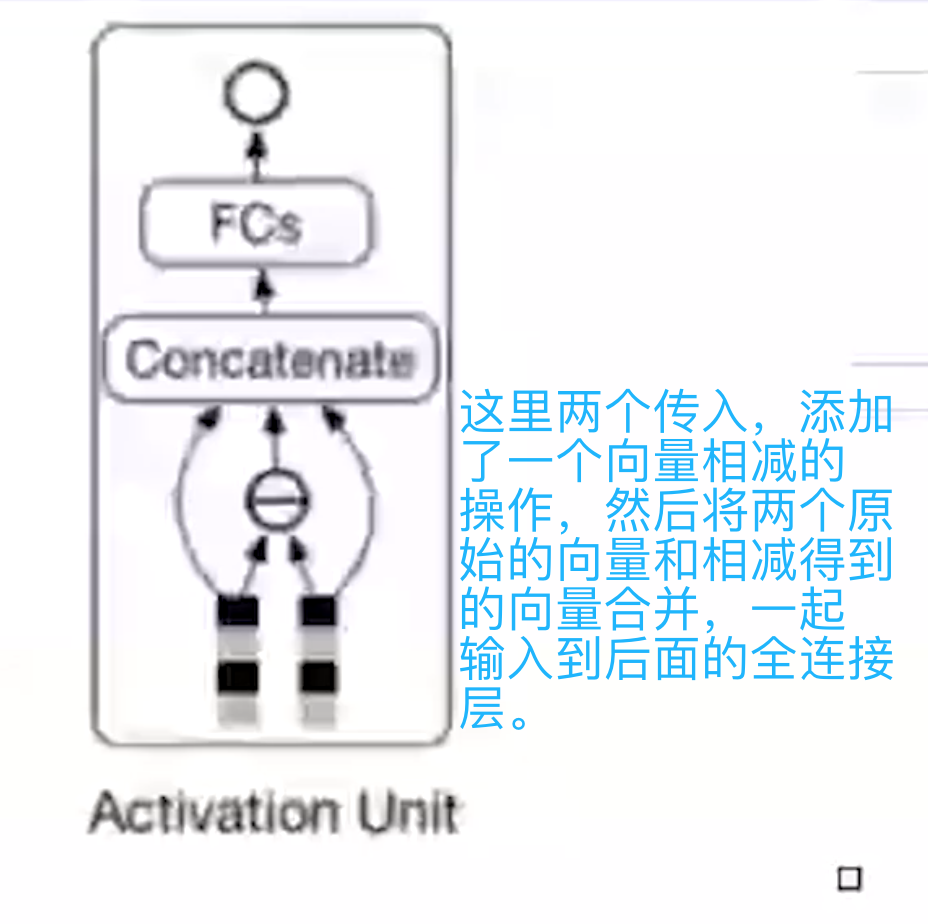 FCs
Concatenate
这里两个传入，添加
了一个向量相减的
操作，然后将两个原
始的向量和相减得到
的向量合并，一起
输入到后面的全连接
层。
Activation Unit